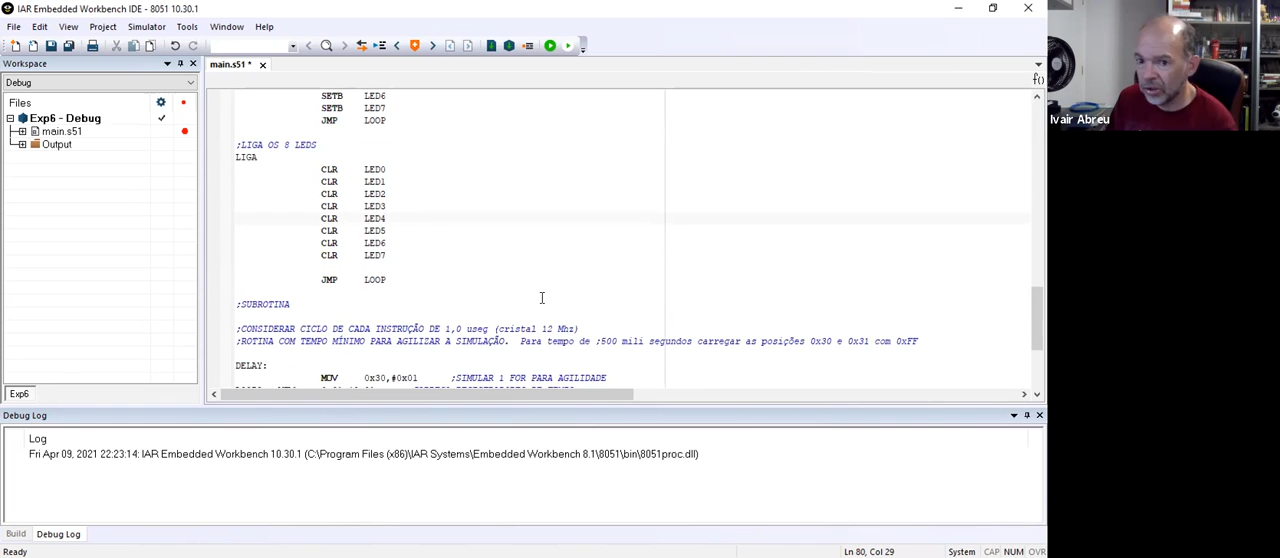 IAR Embedded Workbench IDE - 8051 10.30.1
File Edit View Project Simulator Tools Window Help
Workspace
main.s51 *
Debug
f()
Files
Exp6 - Debug
main.s51
Output
SETB LED6
SETB LED7
JMP LOOP
;LIGA OS 8 LEDS
LIGA
CLR LED0
CLR LED1
CLR LED2
CLR LED3
CLR LED4
CLR LED5
CLR LED6
CLR LED7
JMP LOOP
;SUBROTINA
;CONSIDERAR CICLO DE CADA INSTRUÇÃO DE 1,0 useg (cristal 12 Mhz)
;ROTINA COM TEMPO MÍNIMO PARA AGILIZAR A SIMULAÇÃO. Para tempo de ;500 mili segundos carregar as posições 0x30 e 0x31 com 0xFF
DELAY:
MOV 0x30,#0x01 ;SIMULAR 1 FOR PARA AGILIDADE
Exp6
Debug Log
Log
Fri Apr 09, 2021 22:23:14: IAR Embedded Workbench 10.30.1 (C:\Program Files (x86)\IAR Systems\Embedded Workbench 8.1\8051\bin\8051proc.dll)
Build Debug Log
Ready Ln 80, Col 29 System CAP NUM OVR
Ivair Abreu